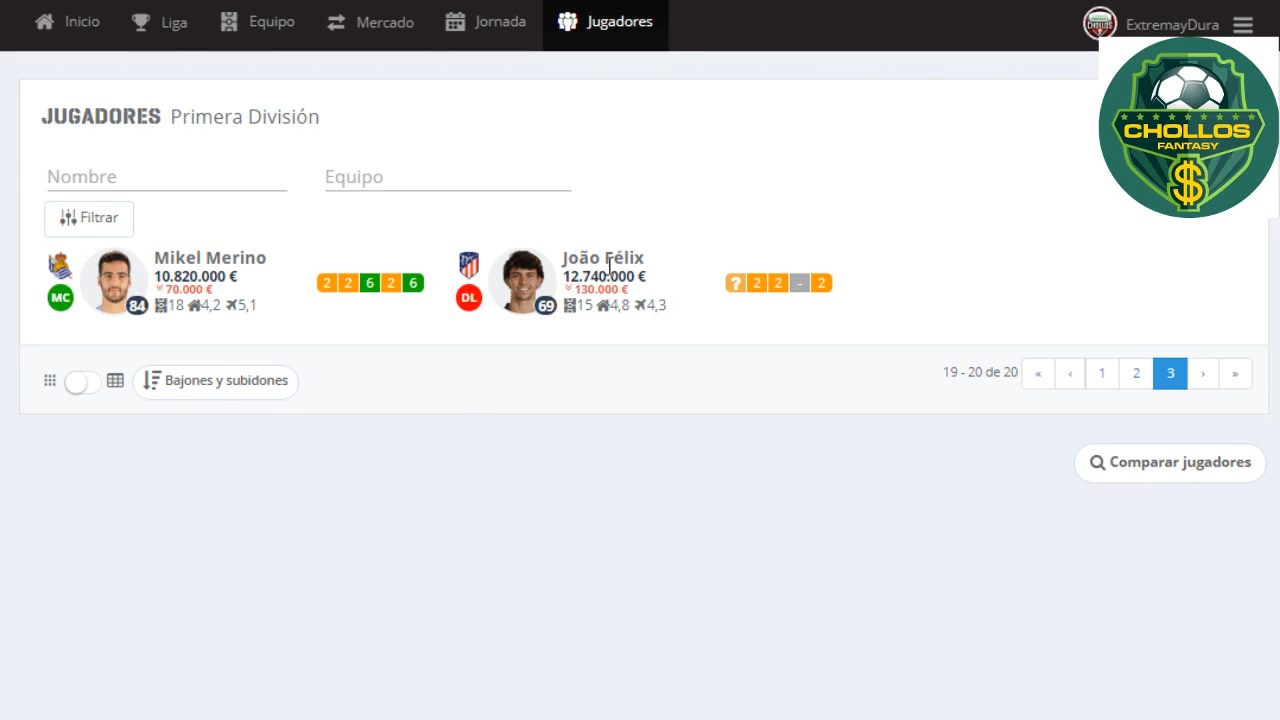 Inicio Liga Equipo Mercado Jornada Jugadores ExtremayDura
CHOLLOS
FANTASY
$
JUGADORES Primera División
Nombre Equipo
Filtrar
Mikel Merino
10.820.000 €
70.000 €
18 4,2 5,1
MC
84
2 2 6 2 6
João Félix
12.740.000 €
130.000 €
15 4,8 4,3
DL
69
? 2 2 - 2
Bajones y subidones
19 - 20 de 20 « ‹ 1 2 3 › »
Comparar jugadores